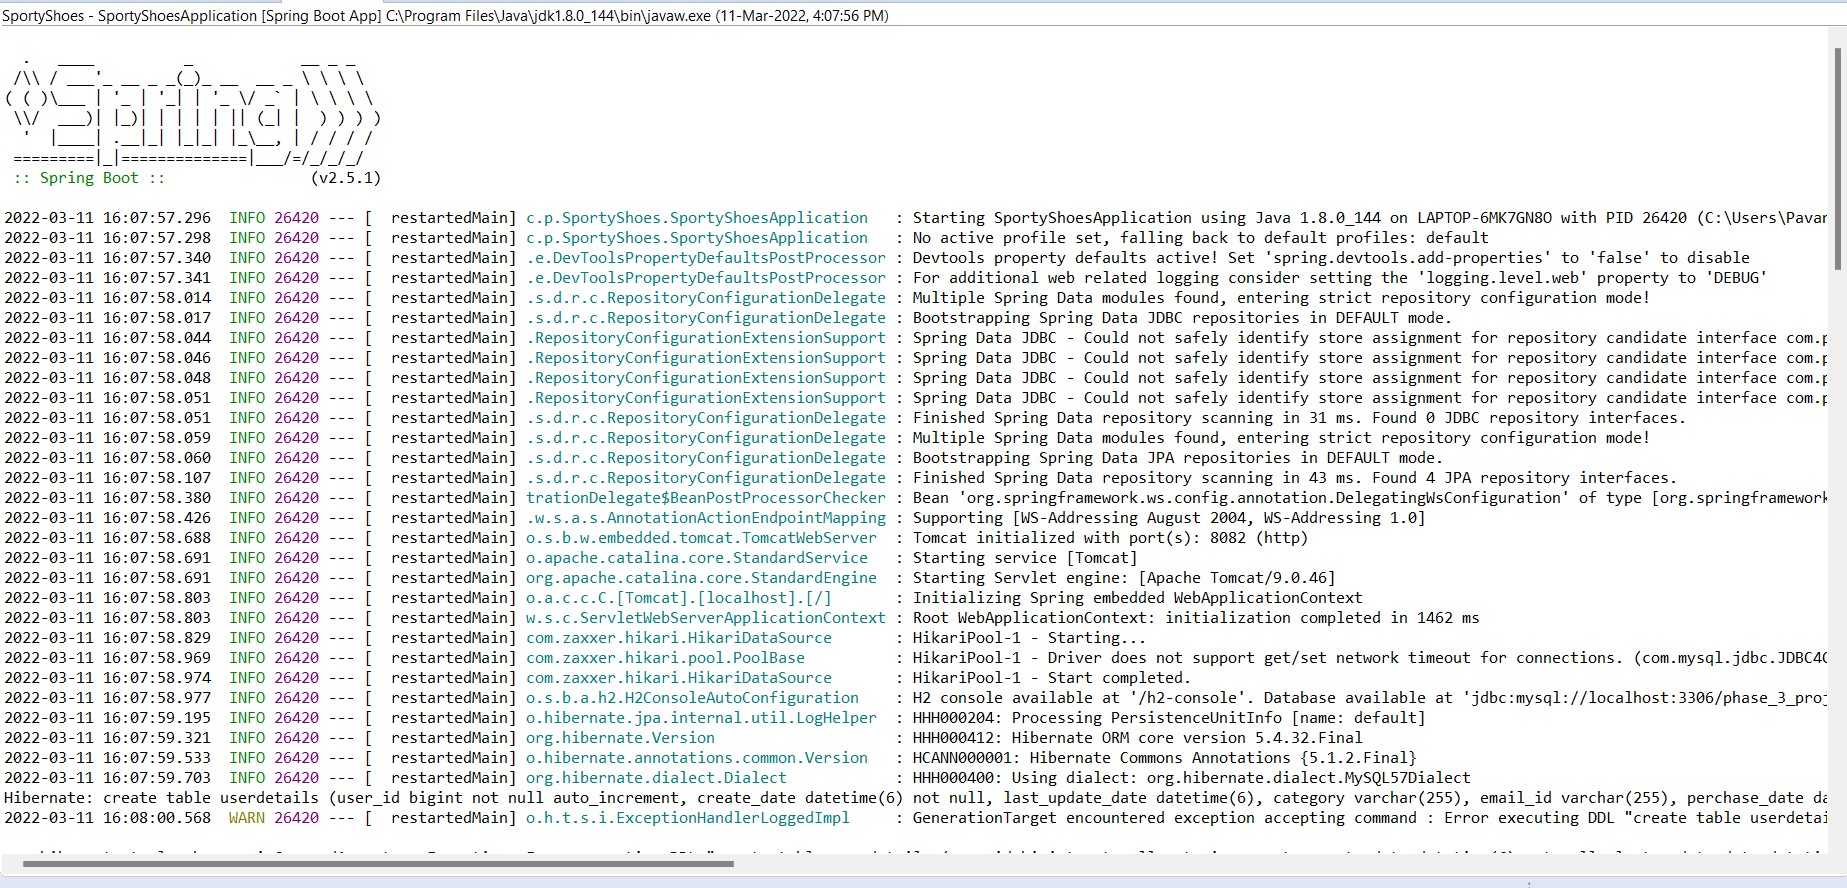 SportyShoes - SportyShoesApplication [Spring Boot App] C:\Program Files\Java\jdk1.8.0_144\bin\javaw.exe (11-Mar-2022, 4:07:56 PM)
  .   ____          _            __ _ _
 /\\ / ___'_ __ _ _(_)_ __  __ _ \ \ \ \
( ( )\___ | '_ | '_| | '_ \/ _` | \ \ \ \
 \\/  ___)| |_)| | | | | || (_| |  ) ) ) )
  '  |____| .__|_| |_|_| |_\__, | / / / /
 =========|_|==============|___/=/_/_/_/
 :: Spring Boot ::                (v2.5.1)
2022-03-11 16:07:57.296  INFO 26420 --- [  restartedMain] c.p.SportyShoes.SportyShoesApplication   : Starting SportyShoesApplication using Java 1.8.0_144 on LAPTOP-6MK7GN8O with PID 26420 (C:\Users\Pavar
2022-03-11 16:07:57.298  INFO 26420 --- [  restartedMain] c.p.SportyShoes.SportyShoesApplication   : No active profile set, falling back to default profiles: default
2022-03-11 16:07:57.340  INFO 26420 --- [  restartedMain] .e.DevToolsPropertyDefaultsPostProcessor : Devtools property defaults active! Set 'spring.devtools.add-properties' to 'false' to disable
2022-03-11 16:07:57.341  INFO 26420 --- [  restartedMain] .e.DevToolsPropertyDefaultsPostProcessor : For additional web related logging consider setting the 'logging.level.web' property to 'DEBUG'
2022-03-11 16:07:58.014  INFO 26420 --- [  restartedMain] .s.d.r.c.RepositoryConfigurationDelegate : Multiple Spring Data modules found, entering strict repository configuration mode!
2022-03-11 16:07:58.017  INFO 26420 --- [  restartedMain] .s.d.r.c.RepositoryConfigurationDelegate : Bootstrapping Spring Data JDBC repositories in DEFAULT mode.
2022-03-11 16:07:58.044  INFO 26420 --- [  restartedMain] .RepositoryConfigurationExtensionSupport : Spring Data JDBC - Could not safely identify store assignment for repository candidate interface com.p
2022-03-11 16:07:58.046  INFO 26420 --- [  restartedMain] .RepositoryConfigurationExtensionSupport : Spring Data JDBC - Could not safely identify store assignment for repository candidate interface com.p
2022-03-11 16:07:58.048  INFO 26420 --- [  restartedMain] .RepositoryConfigurationExtensionSupport : Spring Data JDBC - Could not safely identify store assignment for repository candidate interface com.p
2022-03-11 16:07:58.051  INFO 26420 --- [  restartedMain] .RepositoryConfigurationExtensionSupport : Spring Data JDBC - Could not safely identify store assignment for repository candidate interface com.p
2022-03-11 16:07:58.051  INFO 26420 --- [  restartedMain] .s.d.r.c.RepositoryConfigurationDelegate : Finished Spring Data repository scanning in 31 ms. Found 0 JDBC repository interfaces.
2022-03-11 16:07:58.059  INFO 26420 --- [  restartedMain] .s.d.r.c.RepositoryConfigurationDelegate : Multiple Spring Data modules found, entering strict repository configuration mode!
2022-03-11 16:07:58.060  INFO 26420 --- [  restartedMain] .s.d.r.c.RepositoryConfigurationDelegate : Bootstrapping Spring Data JPA repositories in DEFAULT mode.
2022-03-11 16:07:58.107  INFO 26420 --- [  restartedMain] .s.d.r.c.RepositoryConfigurationDelegate : Finished Spring Data repository scanning in 43 ms. Found 4 JPA repository interfaces.
2022-03-11 16:07:58.380  INFO 26420 --- [  restartedMain] trationDelegate$BeanPostProcessorChecker : Bean 'org.springframework.ws.config.annotation.DelegatingWsConfiguration' of type [org.springframework
2022-03-11 16:07:58.426  INFO 26420 --- [  restartedMain] .w.s.a.s.AnnotationActionEndpointMapping : Supporting [WS-Addressing August 2004, WS-Addressing 1.0]
2022-03-11 16:07:58.688  INFO 26420 --- [  restartedMain] o.s.b.w.embedded.tomcat.TomcatWebServer  : Tomcat initialized with port(s): 8082 (http)
2022-03-11 16:07:58.691  INFO 26420 --- [  restartedMain] o.apache.catalina.core.StandardService   : Starting service [Tomcat]
2022-03-11 16:07:58.691  INFO 26420 --- [  restartedMain] org.apache.catalina.core.StandardEngine  : Starting Servlet engine: [Apache Tomcat/9.0.46]
2022-03-11 16:07:58.803  INFO 26420 --- [  restartedMain] o.a.c.c.C.[Tomcat].[localhost].[/]       : Initializing Spring embedded WebApplicationContext
2022-03-11 16:07:58.803  INFO 26420 --- [  restartedMain] w.s.c.ServletWebServerApplicationContext : Root WebApplicationContext: initialization completed in 1462 ms
2022-03-11 16:07:58.829  INFO 26420 --- [  restartedMain] com.zaxxer.hikari.HikariDataSource       : HikariPool-1 - Starting...
2022-03-11 16:07:58.969  INFO 26420 --- [  restartedMain] com.zaxxer.hikari.pool.PoolBase          : HikariPool-1 - Driver does not support get/set network timeout for connections. (com.mysql.jdbc.JDBC4C
2022-03-11 16:07:58.974  INFO 26420 --- [  restartedMain] com.zaxxer.hikari.HikariDataSource       : HikariPool-1 - Start completed.
2022-03-11 16:07:58.977  INFO 26420 --- [  restartedMain] o.s.b.a.h2.H2ConsoleAutoConfiguration    : H2 console available at '/h2-console'. Database available at 'jdbc:mysql://localhost:3306/phase_3_proj
2022-03-11 16:07:59.195  INFO 26420 --- [  restartedMain] o.hibernate.jpa.internal.util.LogHelper  : HHH000204: Processing PersistenceUnitInfo [name: default]
2022-03-11 16:07:59.321  INFO 26420 --- [  restartedMain] org.hibernate.Version                    : HHH000412: Hibernate ORM core version 5.4.32.Final
2022-03-11 16:07:59.533  INFO 26420 --- [  restartedMain] o.hibernate.annotations.common.Version   : HCANN000001: Hibernate Commons Annotations {5.1.2.Final}
2022-03-11 16:07:59.703  INFO 26420 --- [  restartedMain] org.hibernate.dialect.Dialect            : HHH000400: Using dialect: org.hibernate.dialect.MySQL57Dialect
Hibernate: create table userdetails (user_id bigint not null auto_increment, create_date datetime(6) not null, last_update_date datetime(6), category varchar(255), email_id varchar(255), perchase_date da
2022-03-11 16:08:00.568  WARN 26420 --- [  restartedMain] o.h.t.s.i.ExceptionHandlerLoggedImpl     : GenerationTarget encountered exception accepting command : Error executing DDL "create table userdetai